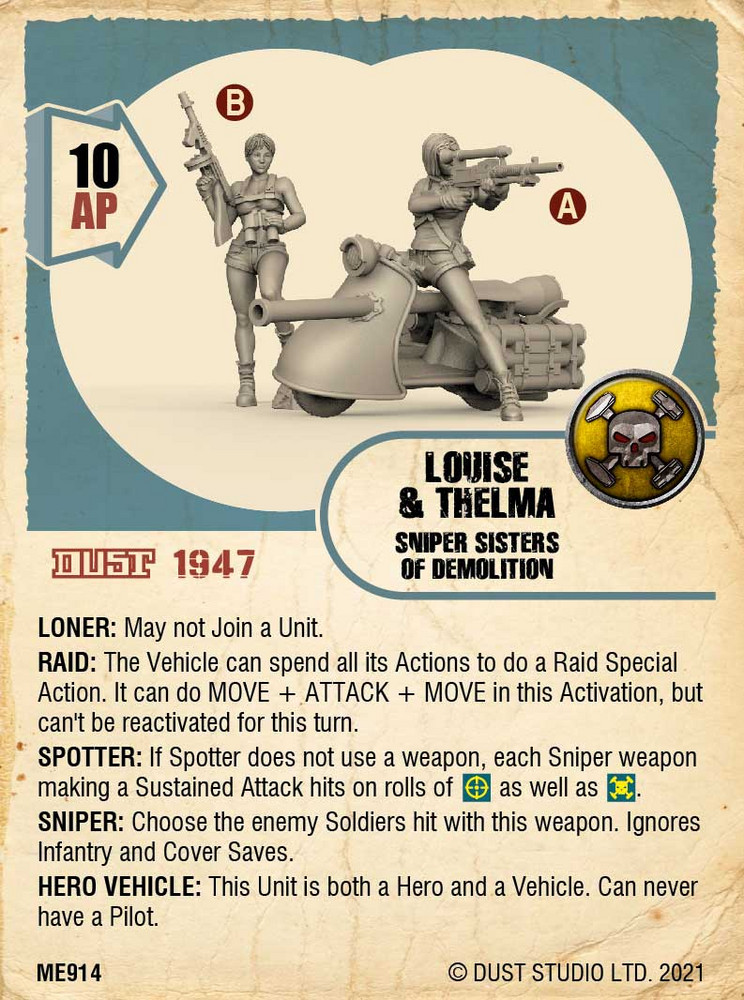 B
10
AP
A
LOUISE
& THELMA
SNIPER SISTERS
OF DEMOLITION
DUST 1947
LONER: May not Join a Unit.
RAID: The Vehicle can spend all its Actions to do a Raid Special
Action. It can do MOVE + ATTACK + MOVE in this Activation, but
can't be reactivated for this turn.
SPOTTER: If Spotter does not use a weapon, each Sniper weapon
making a Sustained Attack hits on rolls of as well as .
SNIPER: Choose the enemy Soldiers hit with this weapon. Ignores
Infantry and Cover Saves.
HERO VEHICLE: This Unit is both a Hero and a Vehicle. Can never
have a Pilot.
ME914
© DUST STUDIO LTD. 2021